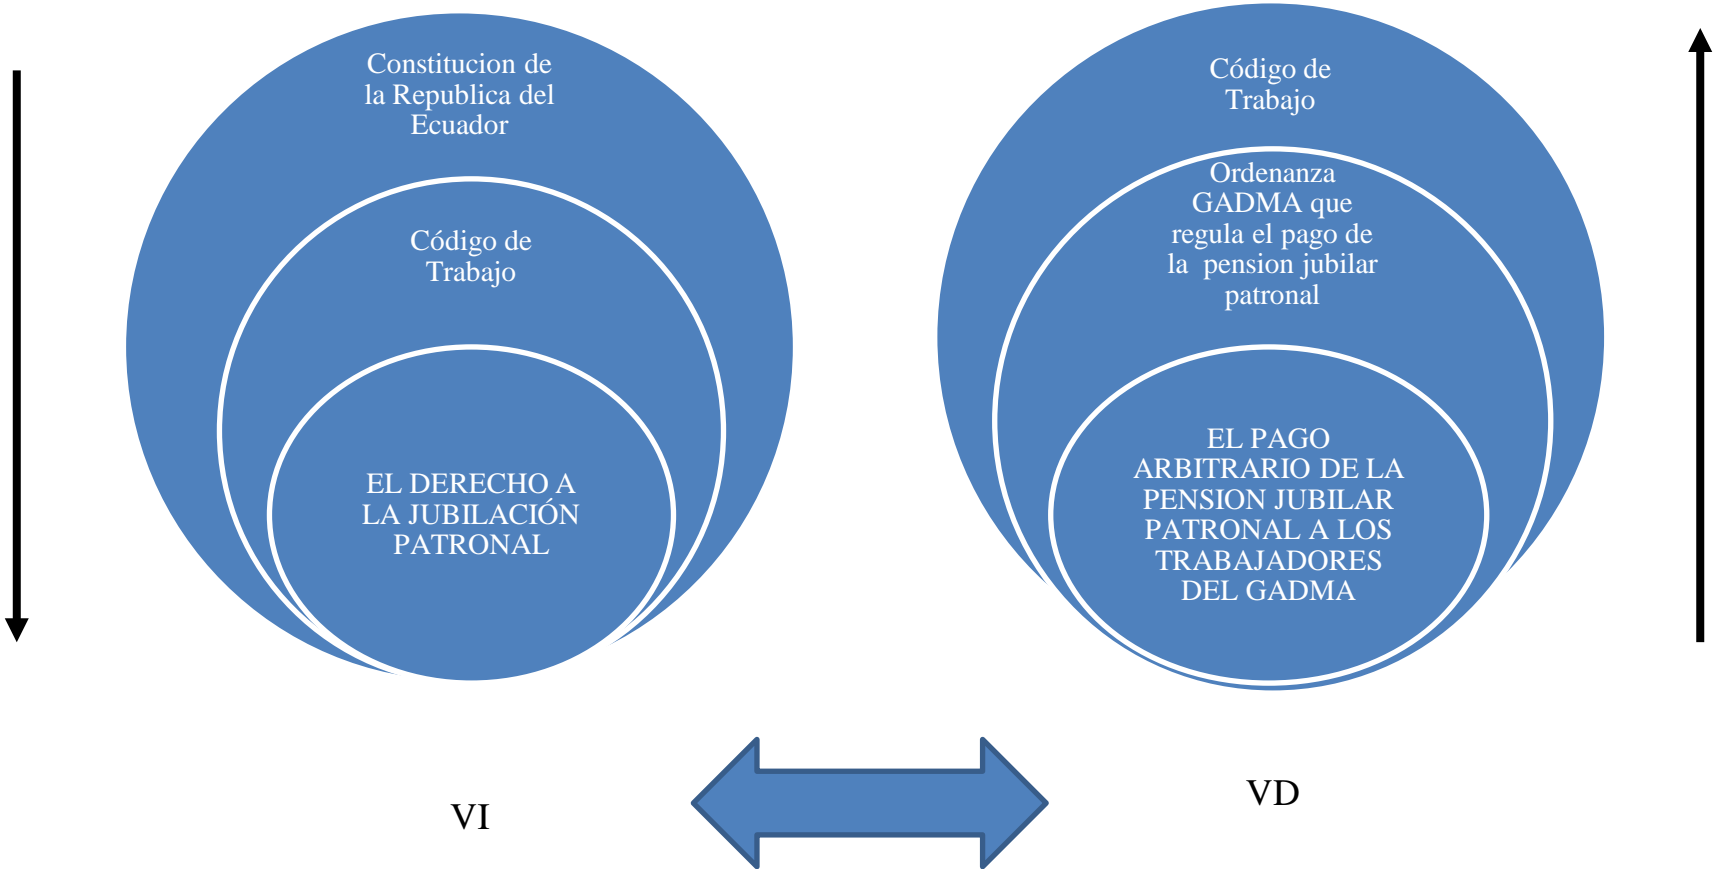 Constitucion de
la Republica del
Ecuador
Código de
Trabajo
EL DERECHO A
LA JUBILACIÓN
PATRONAL
VI
Código de
Trabajo
Ordenanza
GADMA que
regula el pago de
la pension jubilar
patronal
EL PAGO
ARBITRARIO DE LA
PENSION JUBILAR
PATRONAL A LOS
TRABAJADORES
DEL GADMA
VD